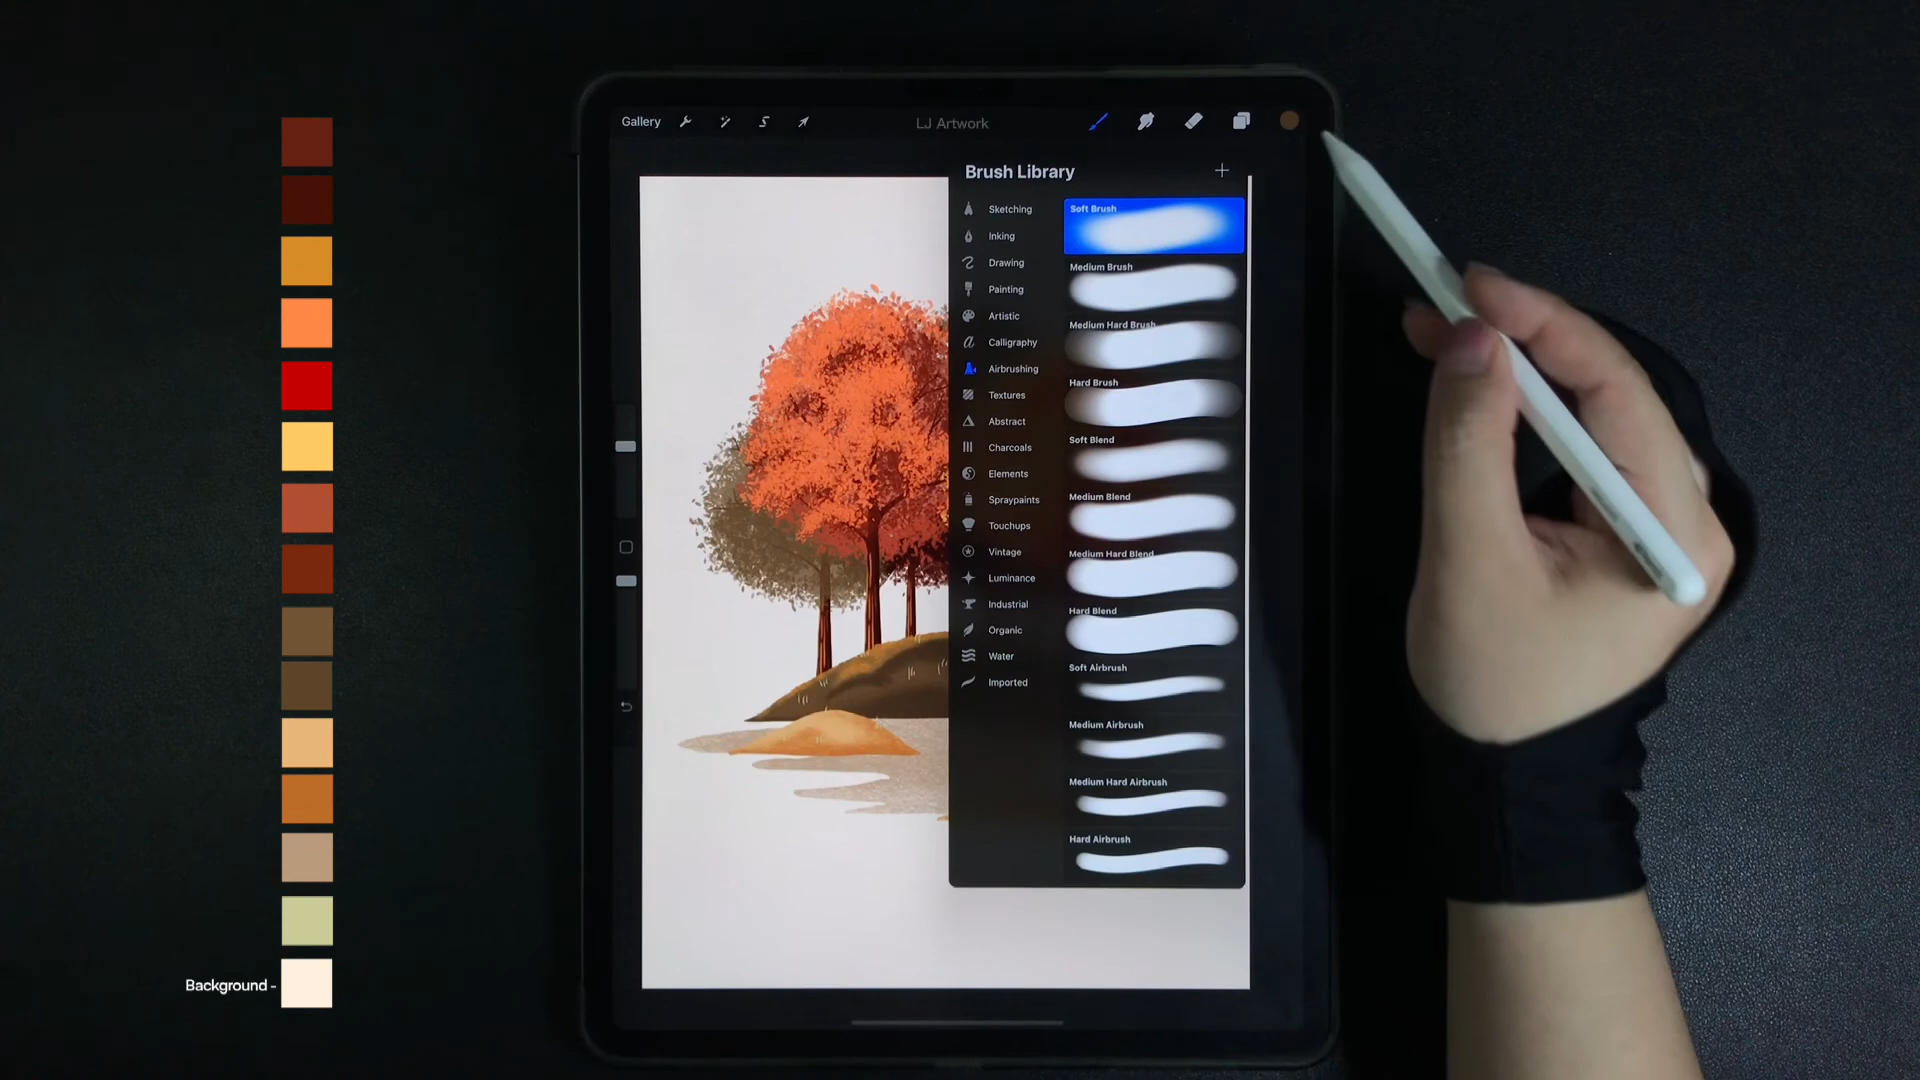 Gallery
LJ Artwork
Brush Library
Sketching
Inking
Drawing
Painting
Artistic
Calligraphy
Airbrushing
Textures
Abstract
Charcoals
Elements
Spraypaints
Touchups
Vintage
Luminance
Industrial
Organic
Water
Imported
Soft Brush
Medium Brush
Medium Hard Brush
Hard Brush
Soft Blend
Medium Blend
Medium Hard Blend
Hard Blend
Soft Airbrush
Medium Airbrush
Medium Hard Airbrush
Hard Airbrush
Background -